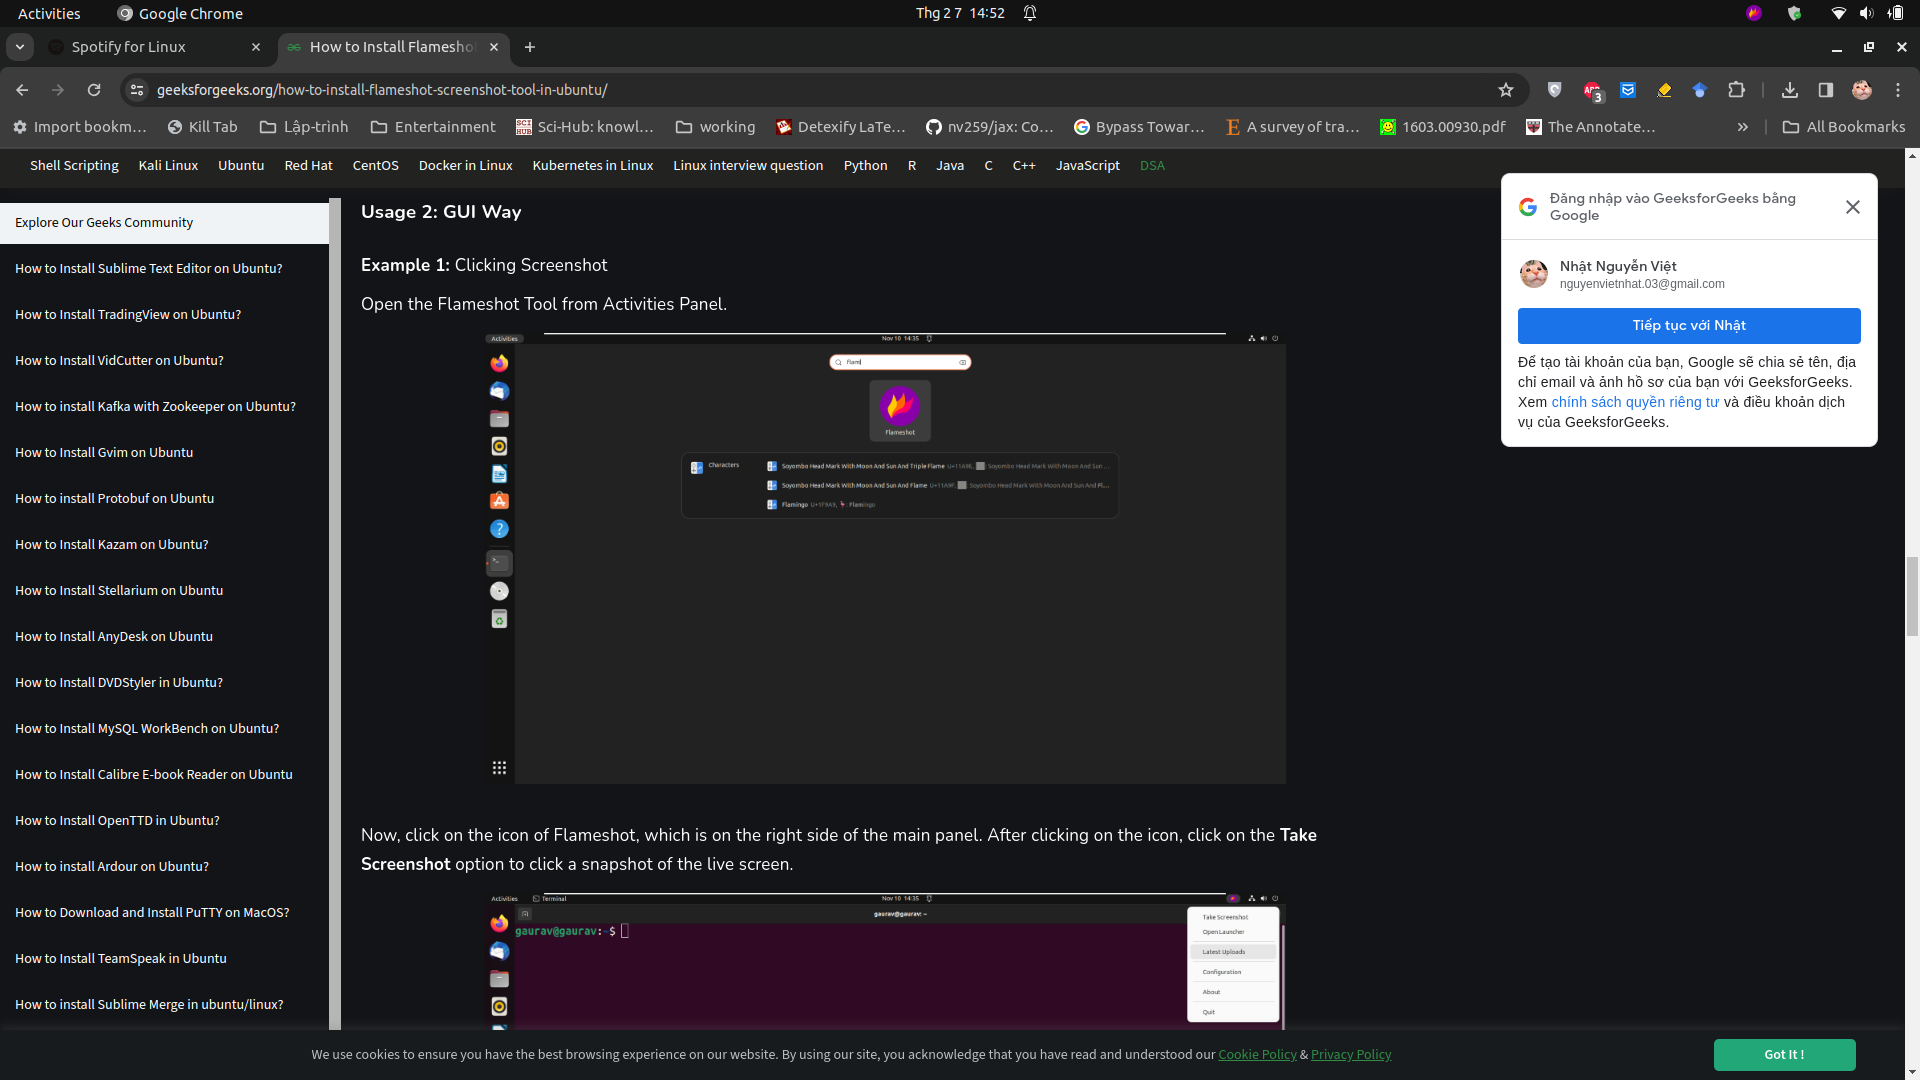 Activities
Google Chrome
Thg 2 7 14:52
Spotify for Linux
How to Install Flamesho
geeksforgeeks.org/how-to-install-flameshot-screenshot-tool-in-ubuntu/
3
Import bookm...
Kill Tab
Lập-trình
Entertainment
Sci-Hub: knowl...
working
Detexify LaTe...
nv259/jax: Co...
Bypass Towar...
A survey of tra...
1603.00930.pdf
The Annotate...
All Bookmarks
Shell Scripting
Kali Linux
Ubuntu
Red Hat
CentOS
Docker in Linux
Kubernetes in Linux
Linux interview question
Python
R
Java
C
C++
JavaScript
DSA
Explore Our Geeks Community
How to Install Sublime Text Editor on Ubuntu?
How to Install TradingView on Ubuntu?
How to Install VidCutter on Ubuntu?
How to install Kafka with Zookeeper on Ubuntu?
How to Install Gvim on Ubuntu
How to install Protobuf on Ubuntu
How to Install Kazam on Ubuntu?
How to Install Stellarium on Ubuntu
How to Install AnyDesk on Ubuntu
How to Install DVDStyler in Ubuntu?
How to Install MySQL WorkBench on Ubuntu?
How to Install Calibre E-book Reader on Ubuntu
How to Install OpenTTD in Ubuntu?
How to install Ardour on Ubuntu?
How to Download and Install PuTTY on MacOS?
How to Install TeamSpeak in Ubuntu
How to install Sublime Merge in ubuntu/linux?
Usage 2: GUI Way
Example 1: Clicking Screenshot
Open the Flameshot Tool from Activities Panel.
Activities
Nov 10 14:35
flam
Flameshot
Characters
Soyombo Head Mark With Moon And Sun And Triple Flame U+11A9E, Soyombo Head Mark With Moon And Sun ...
Soyombo Head Mark With Moon And Sun And Flame U+11A9F, Soyombo Head Mark With Moon And Sun And Fl...
Flamingo U+1F9A9, Flamingo
Now, click on the icon of Flameshot, which is on the right side of the main panel. After clicking on the icon, click on the Take
Screenshot option to click a snapshot of the live screen.
Activities
Terminal
Nov 10 14:35
gaurav@gaurav: ~
gaurav@gaurav:~$
Take Screenshot
Open Launcher
Latest Uploads
Configuration
About
Quit
Đăng nhập vào GeeksforGeeks bằng
Google
Nhật Nguyễn Việt
nguyenvietnhat.03@gmail.com
Tiếp tục với Nhật
Để tạo tài khoản của bạn, Google sẽ chia sẻ tên, địa
chỉ email và ảnh hồ sơ của bạn với GeeksforGeeks.
Xem chính sách quyền riêng tư và điều khoản dịch
vụ của GeeksforGeeks.
We use cookies to ensure you have the best browsing experience on our website. By using our site, you acknowledge that you have read and understood our Cookie Policy & Privacy Policy
Got It !